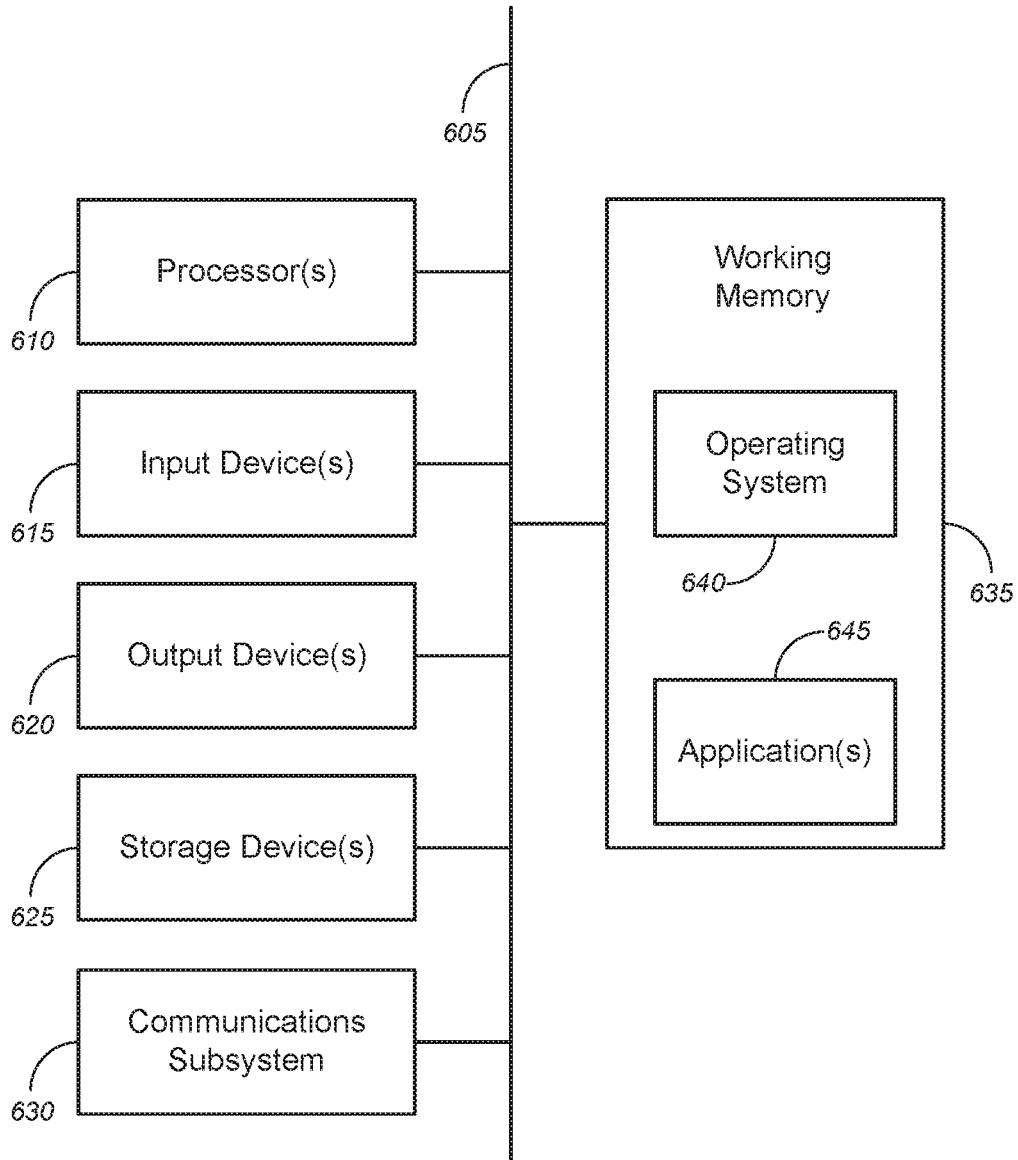 605
Processor(s)
610
Input Device(s)
615
Output Device(s)
620
Storage Device(s)
625
Communications
Subsystem
630
Working
Memory
Operating
System
640
635
645
Application(s)